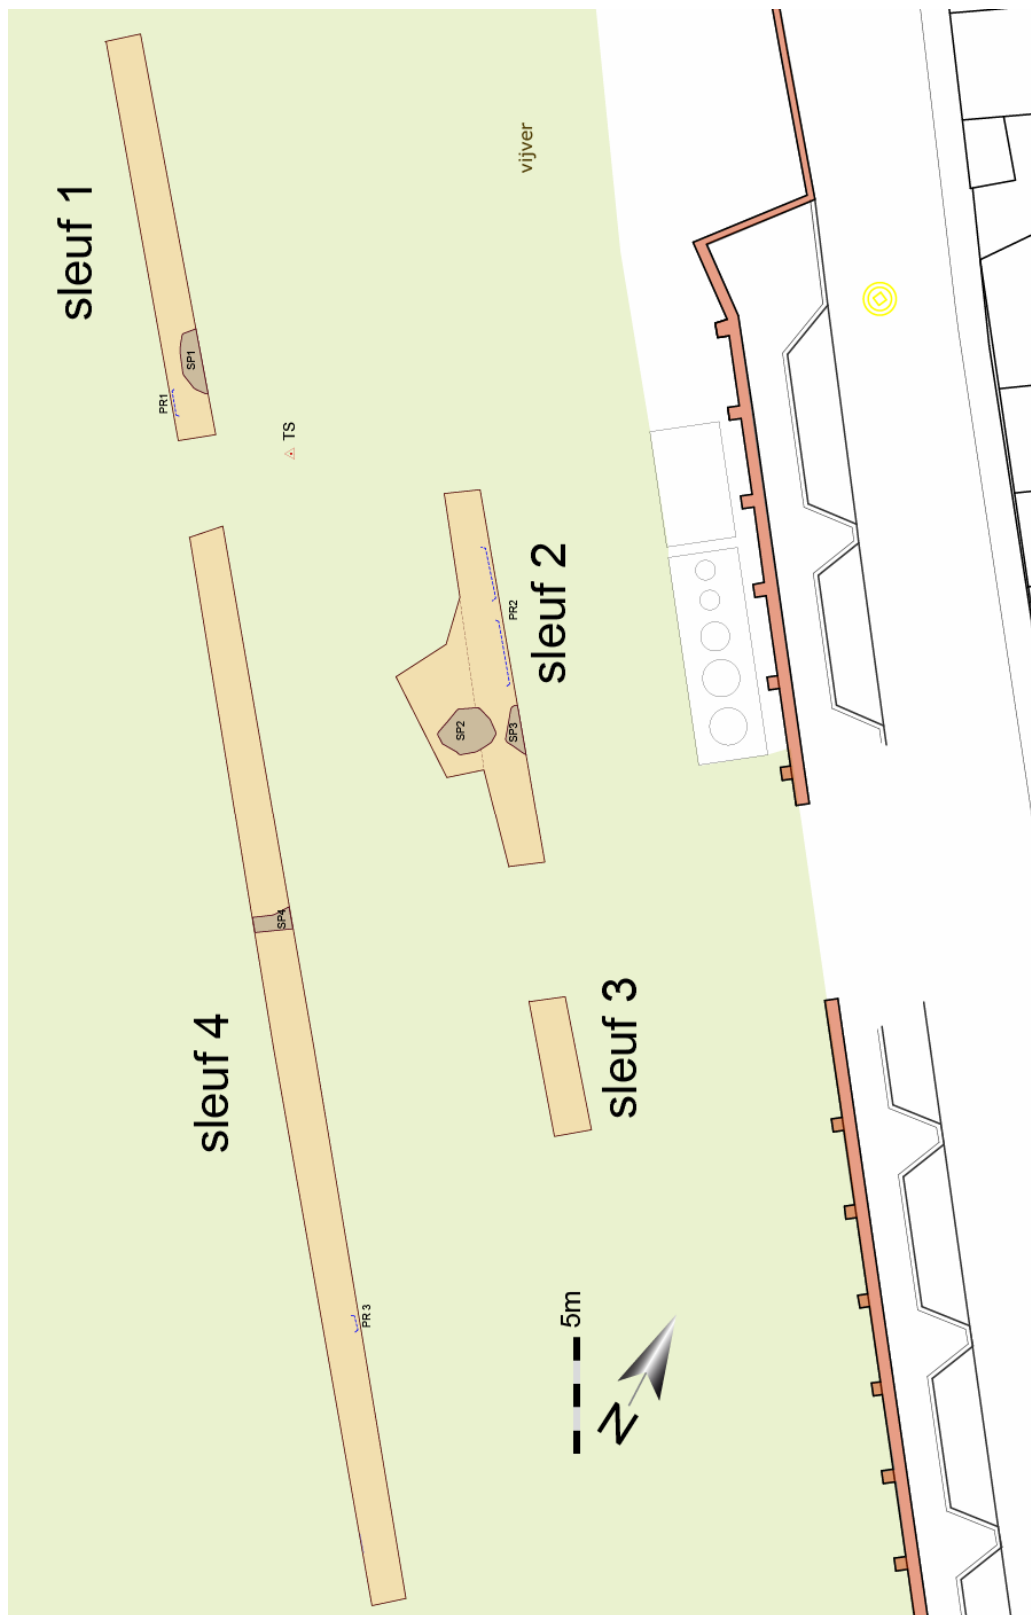 vijver
sleuf 1
SP1
PR1
TS
sleuf 2
PR2
SP2
SP3
SP4
sleuf 3
sleuf 4
PR 3
5m
N